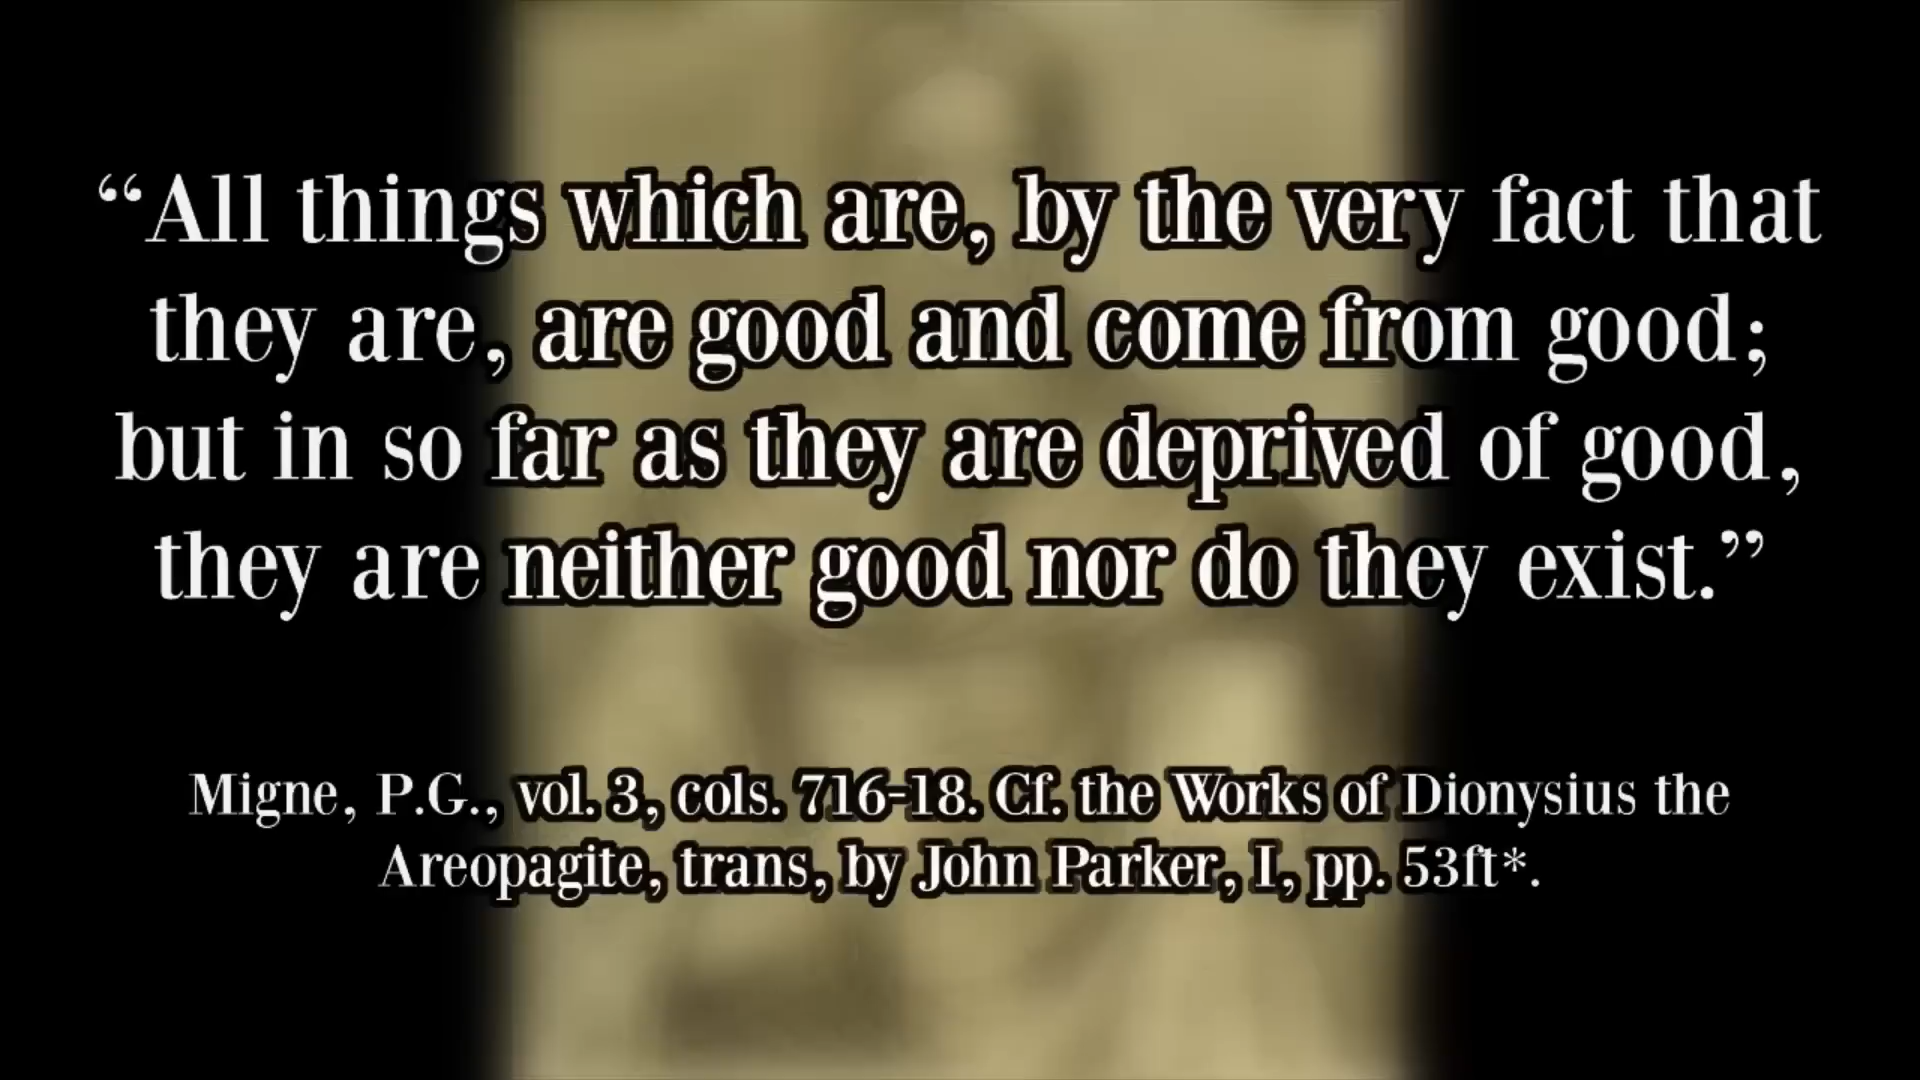 “All things which are, by the very fact that
they are, are good and come from good;
but in so far as they are deprived of good,
they are neither good nor do they exist.”
Migne, P.G., vol. 3, cols. 716-18. Cf. the Works of Dionysius the
Areopagite, trans, by John Parker, I, pp. 53ft*.